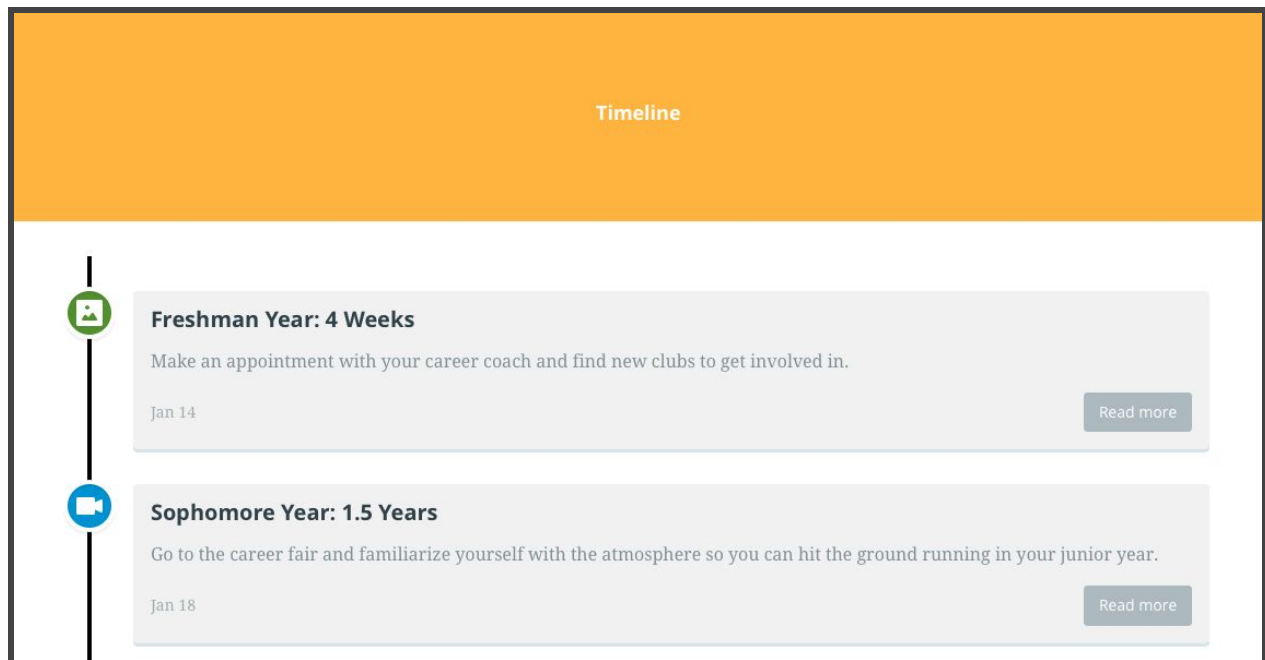 Timeline
Freshman Year: 4 Weeks
Make an appointment with your career coach and find new clubs to get involved in.
Jan 14
Read more
Sophomore Year: 1.5 Years
Go to the career fair and familiarize yourself with the atmosphere so you can hit the ground running in your junior year.
Jan 18
Read more